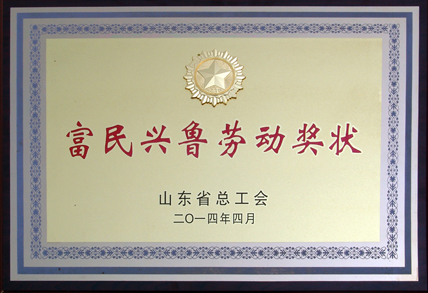 富民兴鲁劳动奖状
山东省总工会
二〇一四年四月